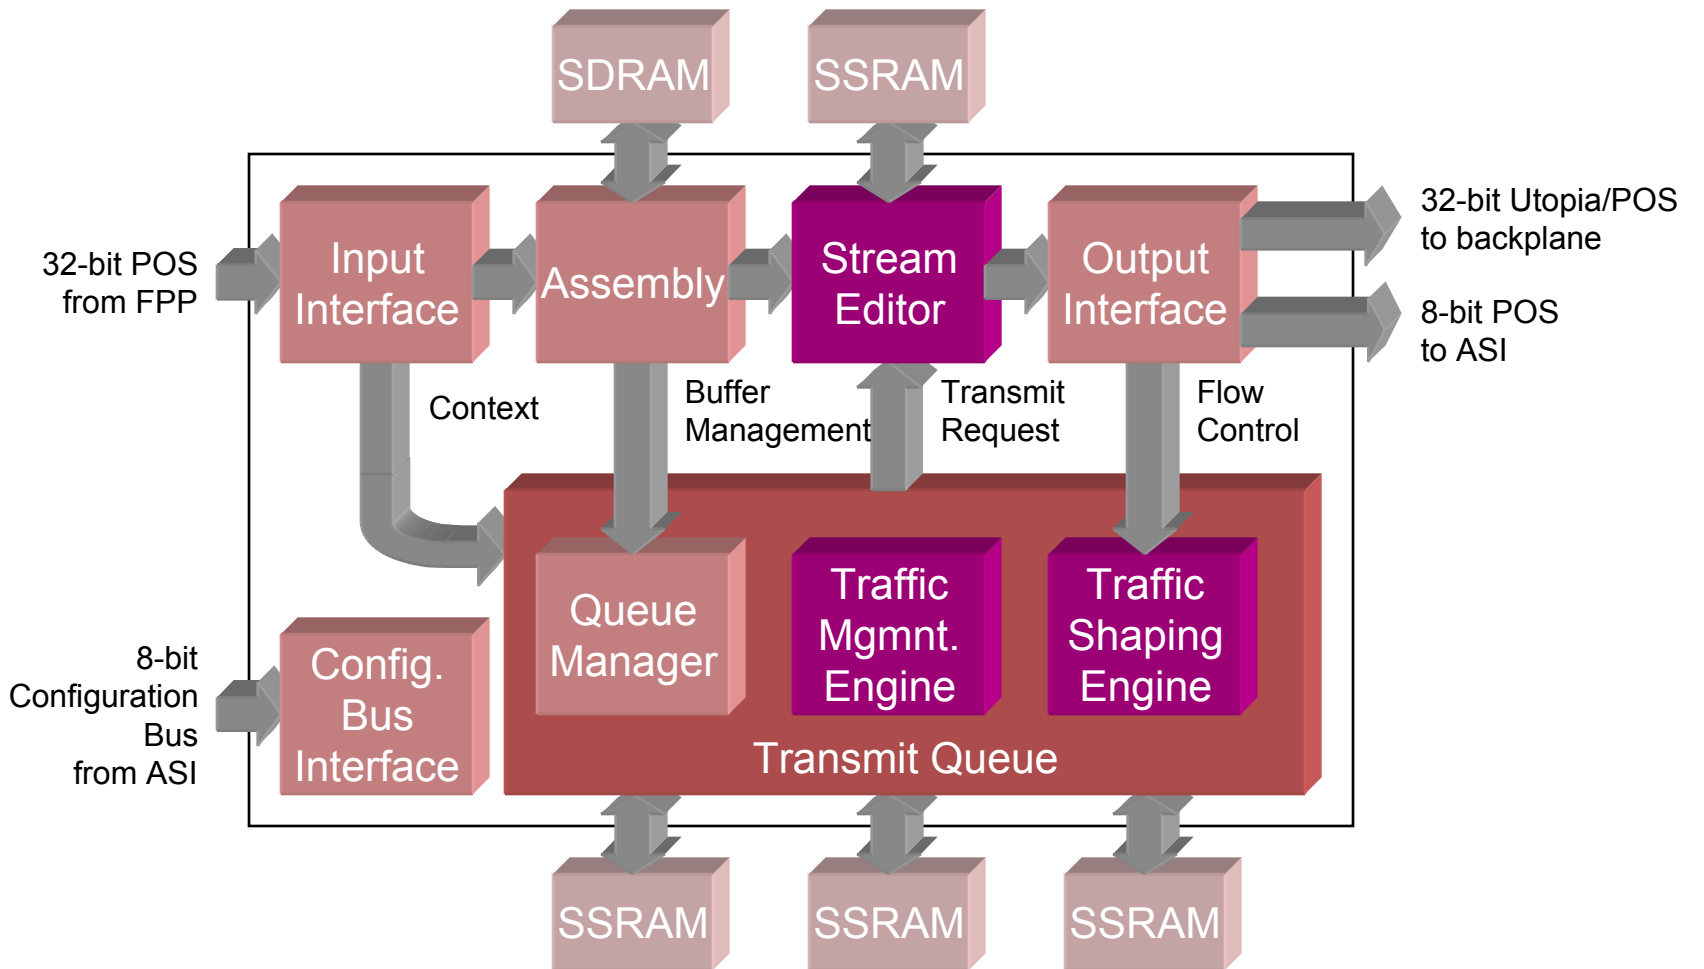 SDRAM
SSRAM
32-bit POS
from FPP
Input
Interface
Assembly
Stream
Editor
Output
Interface
32-bit Utopia/POS
to backplane
8-bit POS
to ASI
Context
Buffer
Management
Transmit
Request
Flow
Control
8-bit
Configuration
Bus
from ASI
Config.
Bus
Interface
Queue
Manager
Traffic
Mgmnt.
Engine
Traffic
Shaping
Engine
Transmit Queue
SSRAM
SSRAM
SSRAM